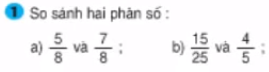 1 So sánh hai phân số :
a) 5/8 và 7/8 ; b) 15/25 và 4/5 ;